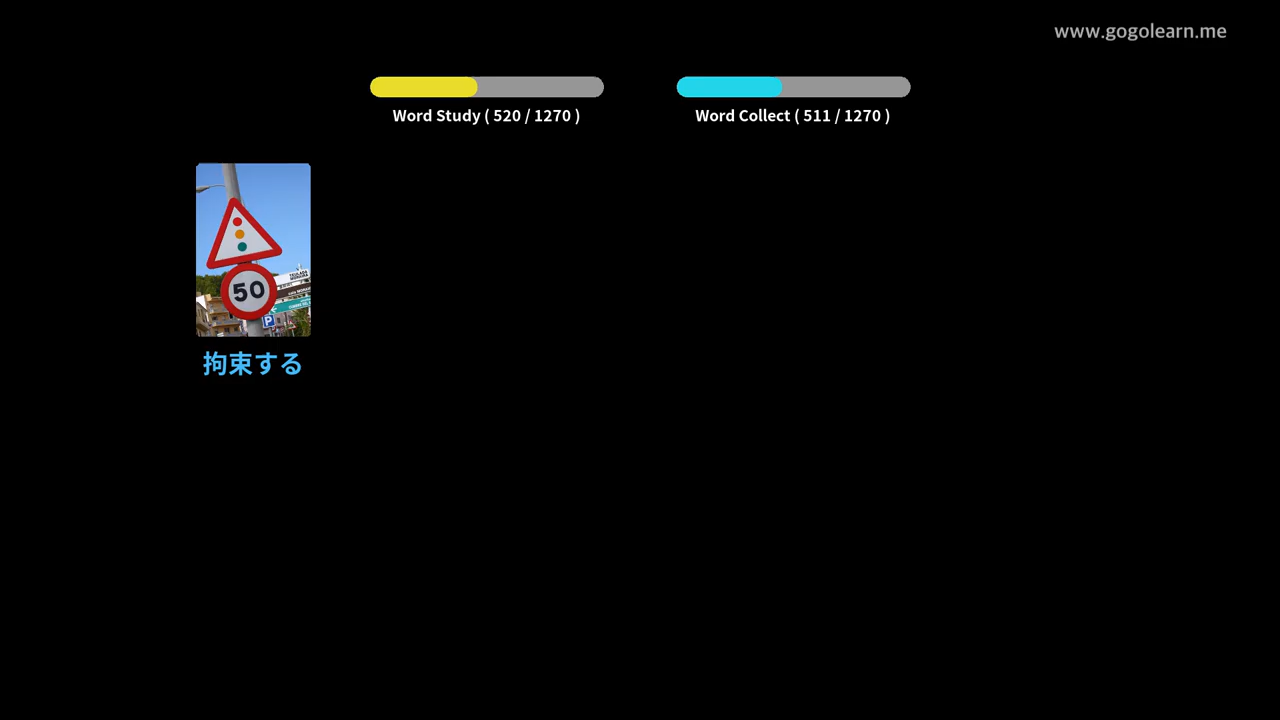 www.gogolearn.me
Word Study ( 520 / 1270 )
Word Collect ( 511 / 1270 )
50
P
拘束する